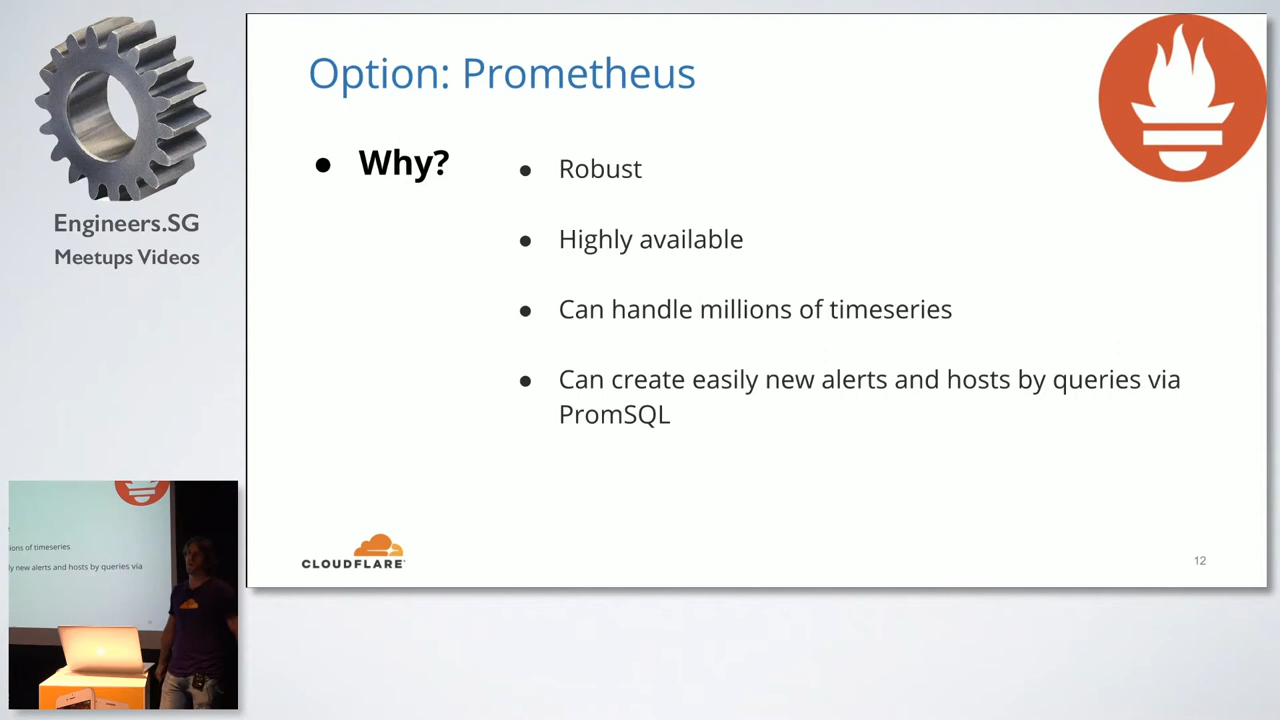 Option: Prometheus
Engineers.SG
Meetups Videos
● Why?
● Robust
● Highly available
● Can handle millions of timeseries
● Can create easily new alerts and hosts by queries via
PromSQL
CLOUDFLARE
12
ions of timeseries
ly new alerts and hosts by queries via